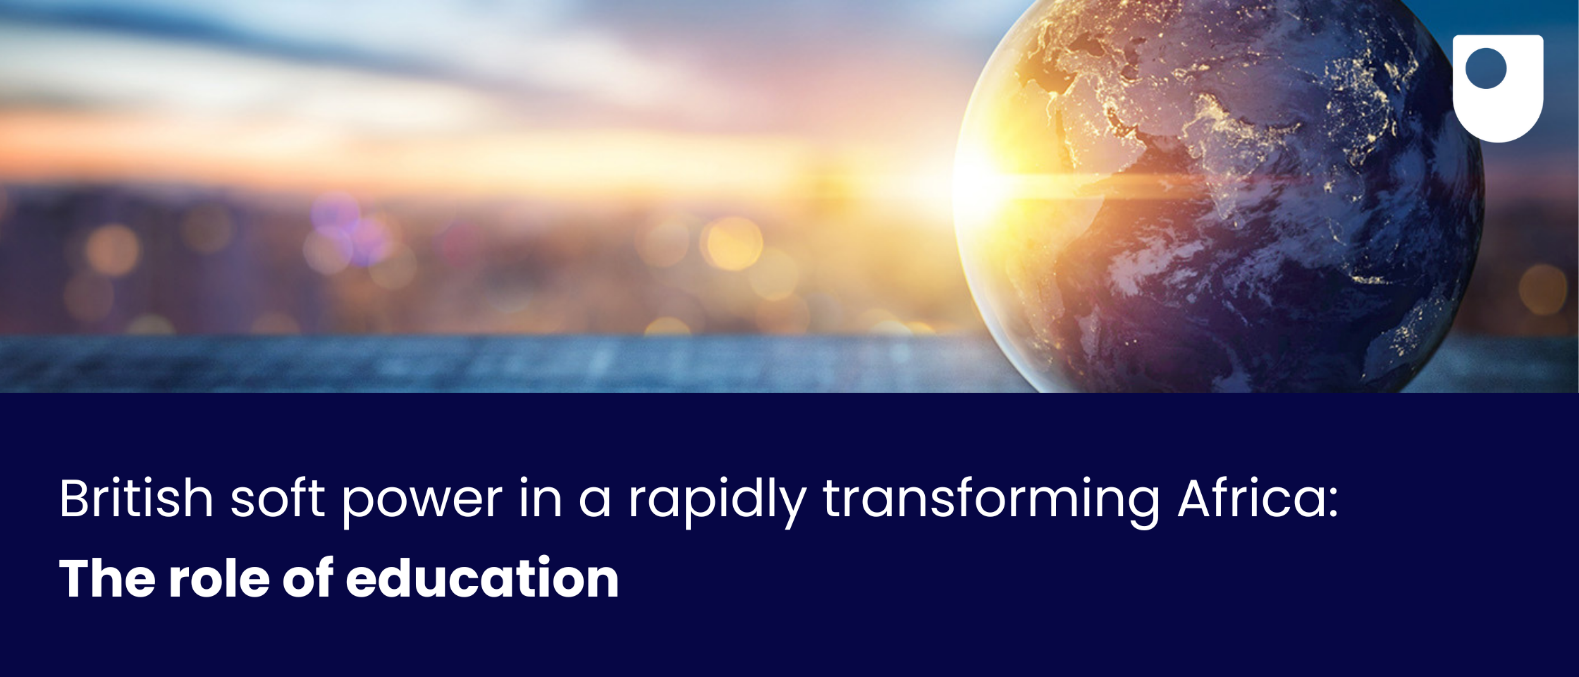 British soft power in a rapidly transforming Africa:
The role of education